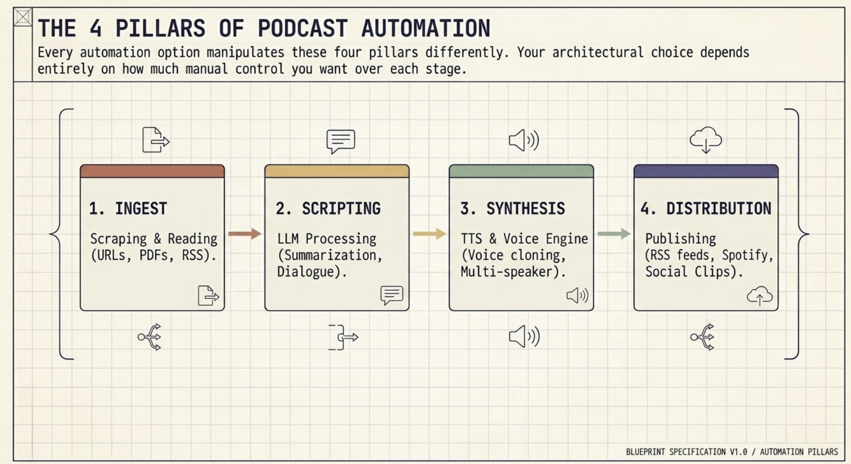 THE 4 PILLARS OF PODCAST AUTOMATION
Every automation option manipulates these four pillars differently. Your architectural choice depends
entirely on how much manual control you want over each stage.
1. INGEST
Scraping & Reading
(URLs, PDFs, RSS).
2. SCRIPTING
LLM Processing
(Summarization,
Dialogue).
3. SYNTHESIS
TTS & Voice Engine
(Voice cloning,
Multi-speaker).
4. DISTRIBUTION
Publishing
(RSS feeds, Spotify,
Social Clips).
BLUEPRINT SPECIFICATION V1.0 / AUTOMATION PILLARS